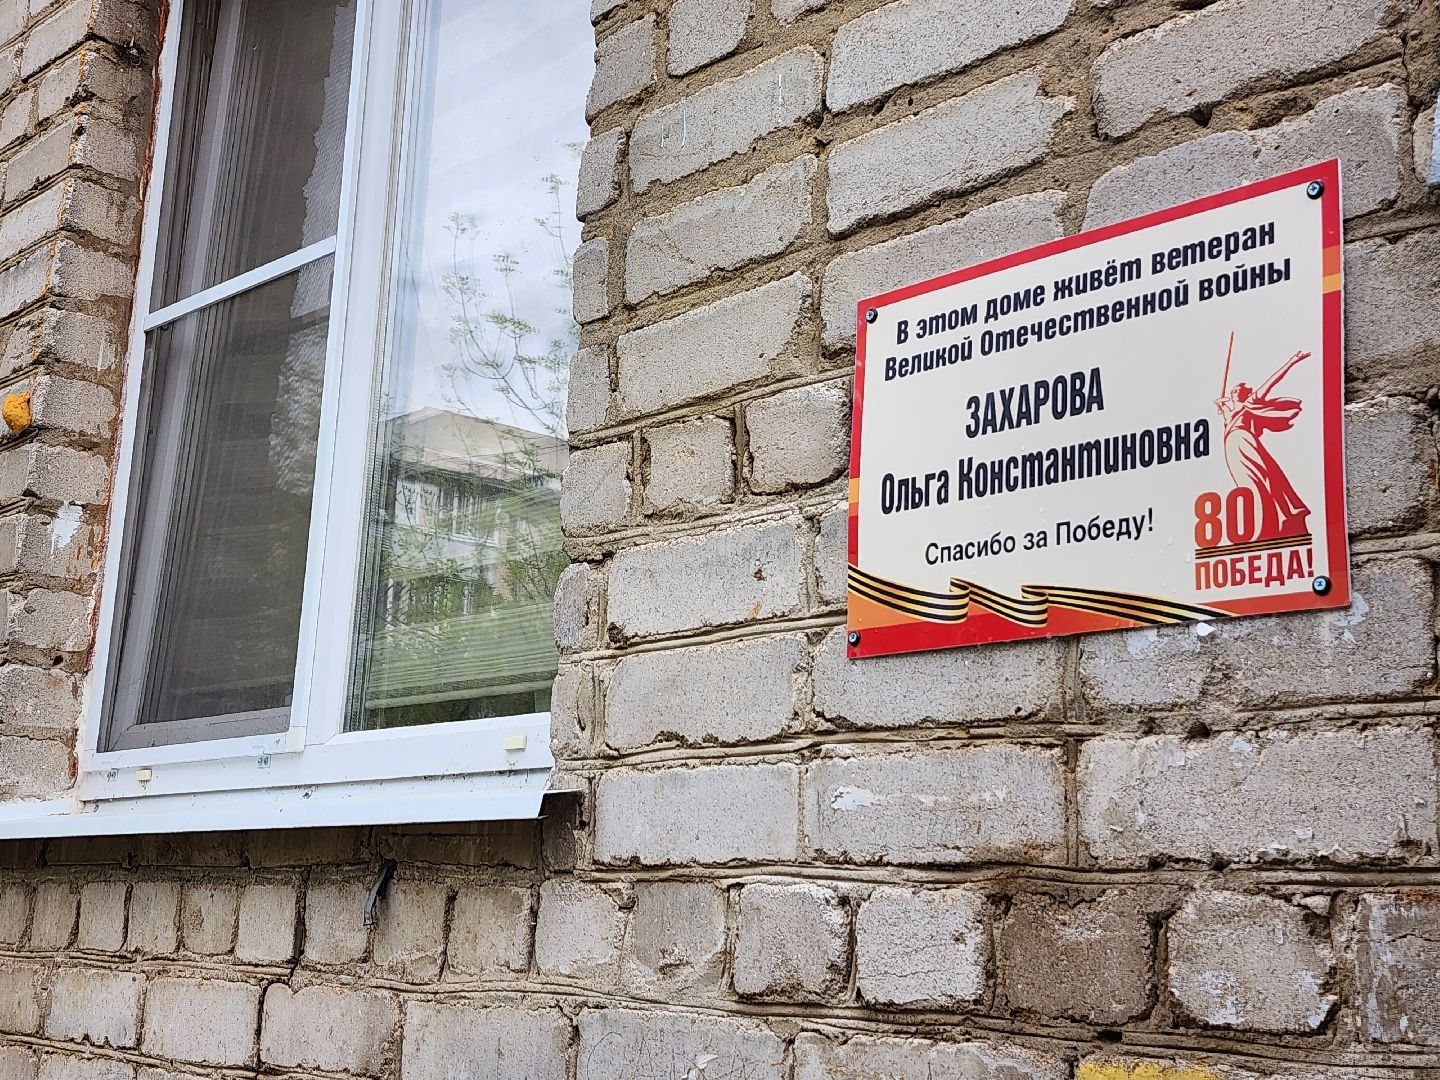 В этом доме живёт ветеран
Великой Отечественной войны
ЗАХАРОВА
Ольга Константиновна
Спасибо за Победу!
80
ПОБЕДА!